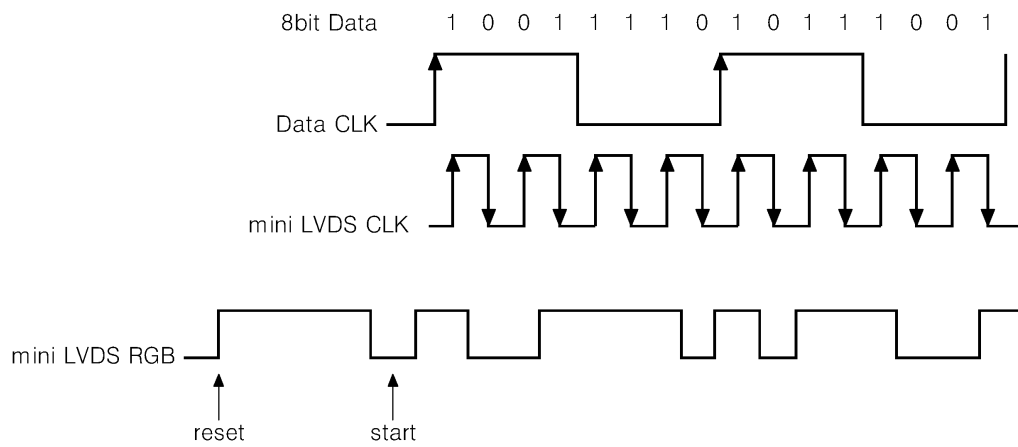 8bit Data 1 0 0 1 1 1 1 0 1 0 1 1 1 0 0 1
Data CLK
mini LVDS CLK
mini LVDS RGB
reset start